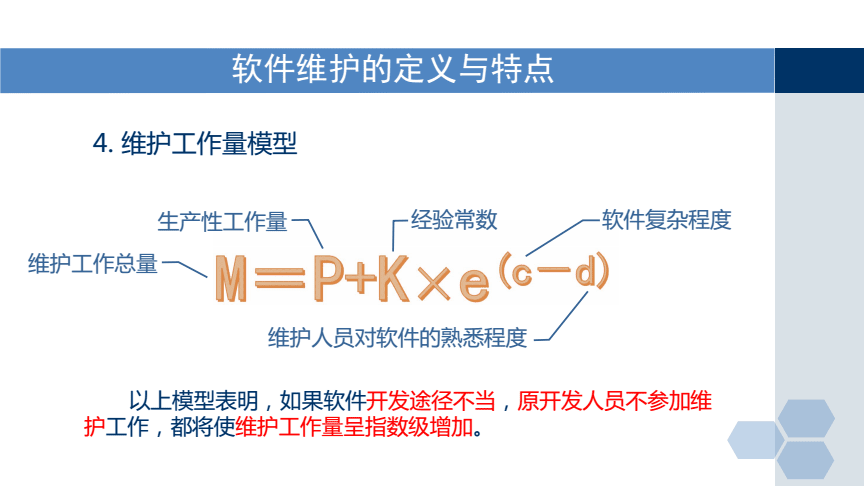 软件维护的定义与特点
4. 维护工作量模型
生产性工作量
经验常数
软件复杂程度
维护工作总量
M＝P+K×e(c－d)
维护人员对软件的熟悉程度
以上模型表明，如果软件开发途径不当，原开发人员不参加维
护工作，都将使维护工作量呈指数级增加。